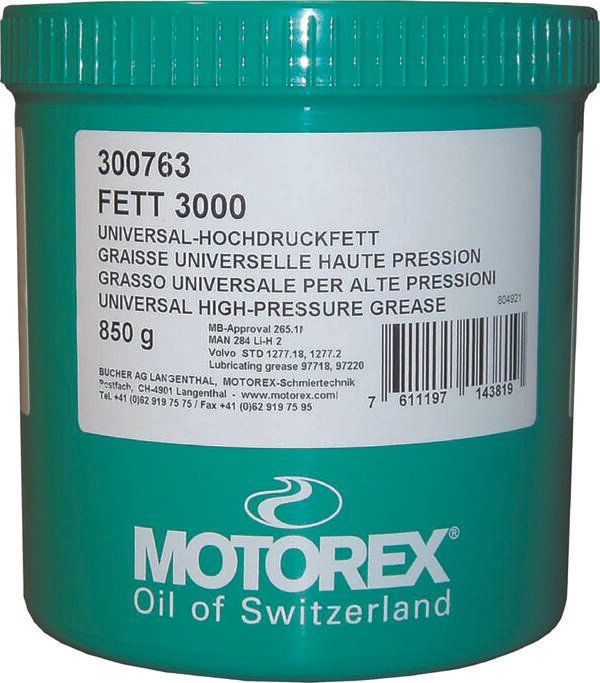 300763
FETT 3000
UNIVERSAL-HOCHDRUCKFETT
GRAISSE UNIVERSELLE HAUTE PRESSION
GRASSO UNIVERSALE PER ALTE PRESSIONI
UNIVERSAL HIGH-PRESSURE GREASE
804921
850 g
MB-Approval 265.1
MAN 284 Li-H 2
Volvo STD 1277.18, 1277.2
Lubricating grease 97718, 97220
BUCHER AG LANGENTHAL, MOTOREX-Schmiertechnik
Postfach, CH-4901 Langenthal - www.motorex.com
Tel. +41 (0)62 919 75 75 / Fax +41 (0)62 919 75 95
7 611197 143819
MOTOREX®
Oil of Switzerland